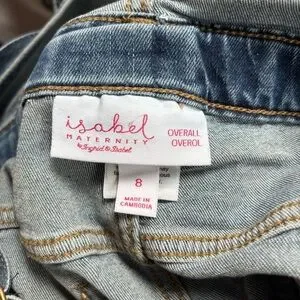 isabel
MATERNITY
by Ingrid & Isabel
OVERALL
OVEROL
8
MADE IN
CAMBODIA